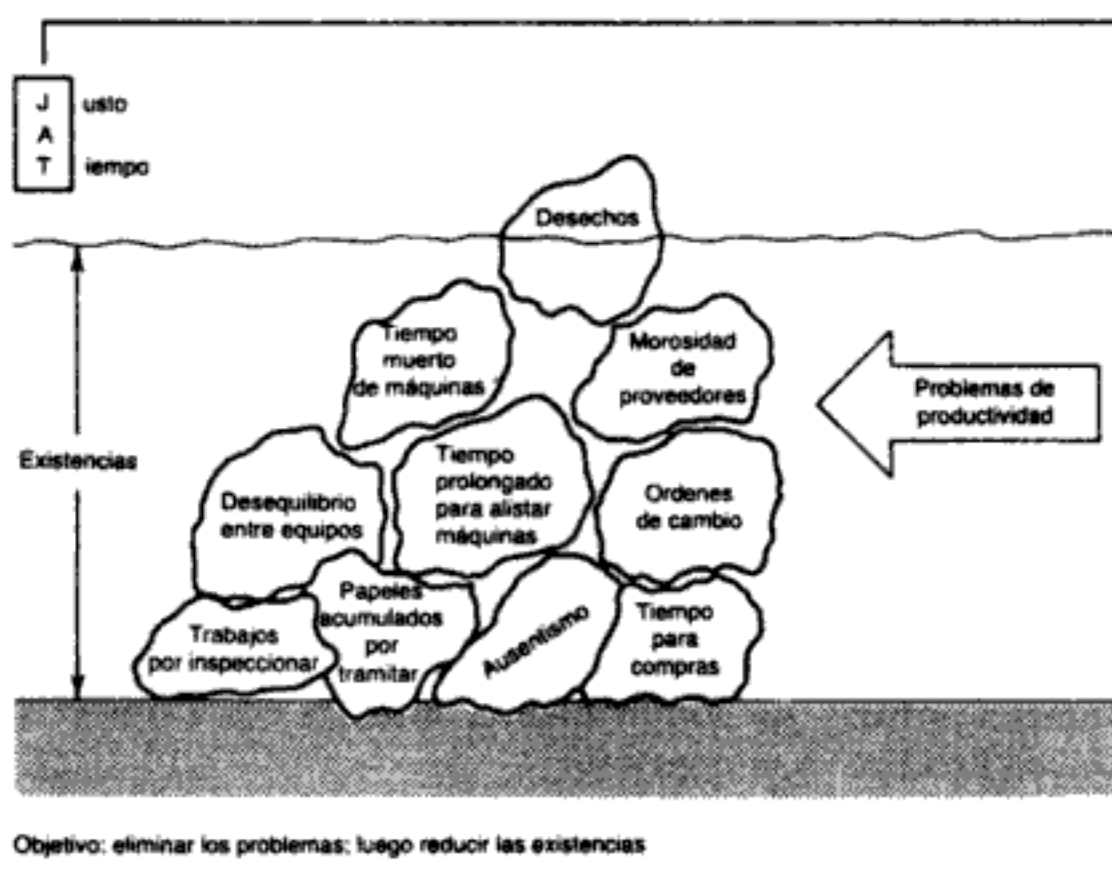 J usto
A
T iempo
Desechos
Tiempo
muerto
de máquinas
Morosidad
de
proveedores
Problemas de
productividad
Existencias
Desequilibrio
entre equipos
Tiempo
prolongado
para alistar
máquinas
Ordenes
de cambio
Trabajos
por inspeccionar
Papeles
acumulados
por
tramitar
Ausentismo
Tiempo
para
compras
Objetivo: eliminar los problemas; luego reducir las existencias